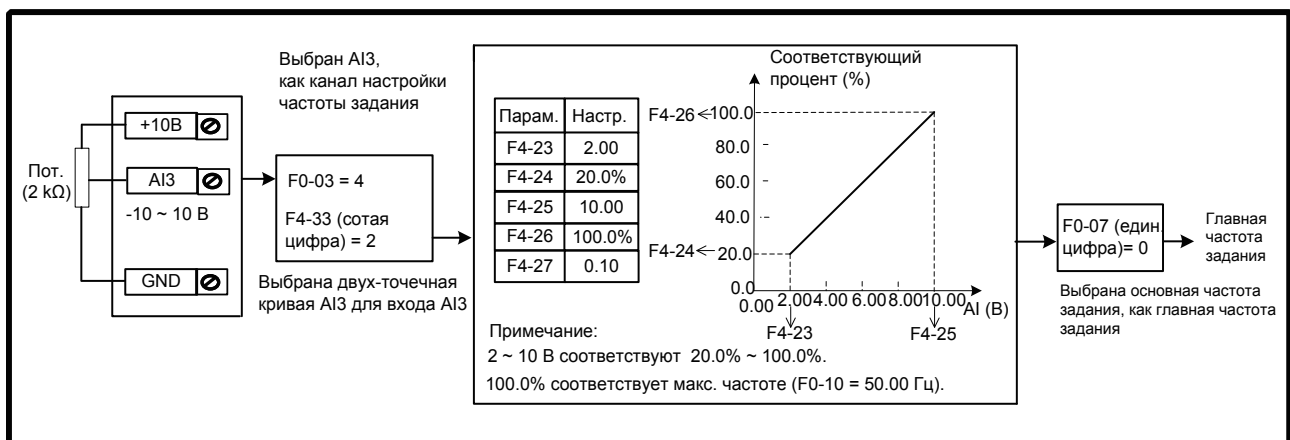 Пот.
(2 kΩ)
+10В
AI3
-10 ~ 10 В
GND
Выбран AI3,
как канал настройки
частоты задания
F0-03 = 4
F4-33 (сотая
цифра) = 2
Выбрана двух-точечная
кривая AI3 для входа AI3
Парам. Настр.
F4-23 2.00
F4-24 20.0%
F4-25 10.00
F4-26 100.0%
F4-27 0.10
Соответствующий
процент (%)
F4-26 100.0
80.0
60.0
40.0
F4-24 20.0
0.0
0.00 2.00 4.00 6.00 8.00 10.00
AI (В)
F4-23 F4-25
Примечание:
2 ~ 10 В соответствуют 20.0% ~ 100.0%.
100.0% соответствует макс. частоте (F0-10 = 50.00 Гц).
F0-07 (един.
цифра)= 0
Главная
частота
задания
Выбрана основная частота
задания, как главная частота
задания